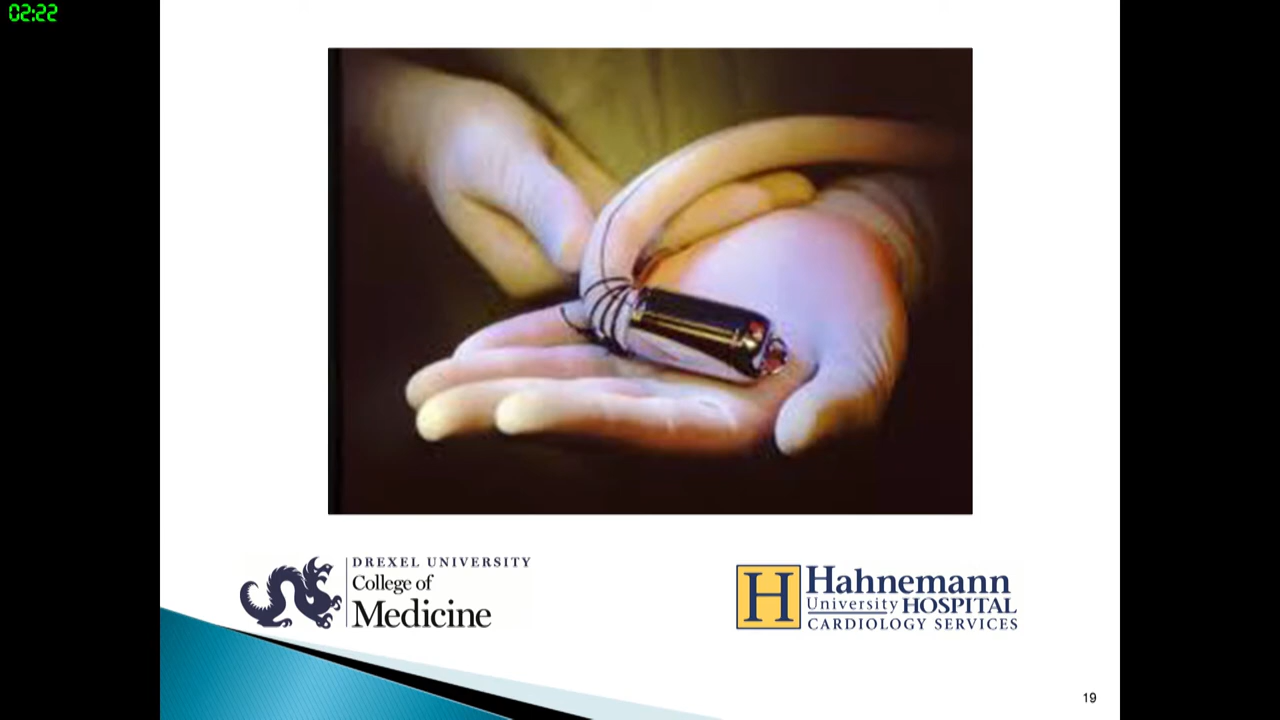 02:22
DREXEL UNIVERSITY
College of
Medicine
H
Hahnemann
University HOSPITAL
CARDIOLOGY SERVICES
19